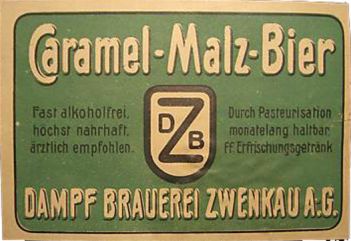 Caramel-Malz-Bier
Fast alkoholfrei,
höchst nahrhaft,
ärztlich empfohlen.
DZB
Durch Pasteurisation
monatelang haltbar
ff. Erfrischungsgetränk
DAMPF BRAUEREI ZWENKAU A.G.